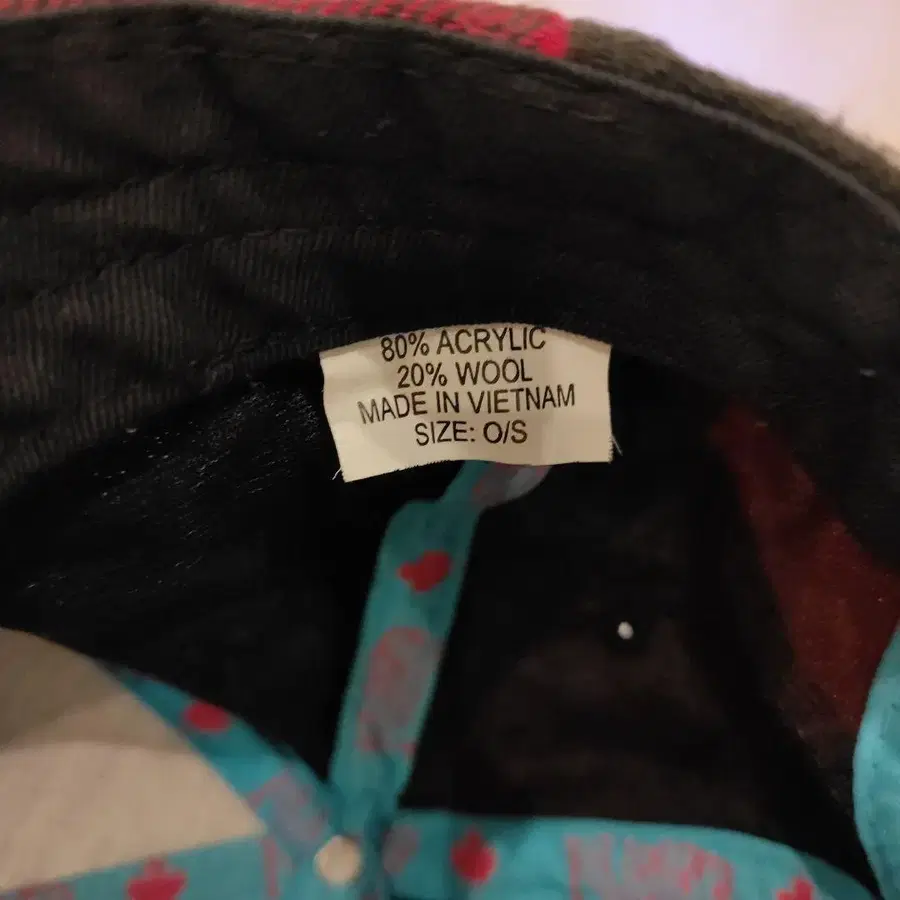 80% ACRYLIC
20% WOOL
MADE IN VIETNAM
SIZE: O/S